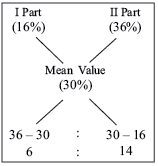 I Part II Part
(16%) (36%)
Mean Value
(30%)
36 – 30 : 30 – 16
6 : 14